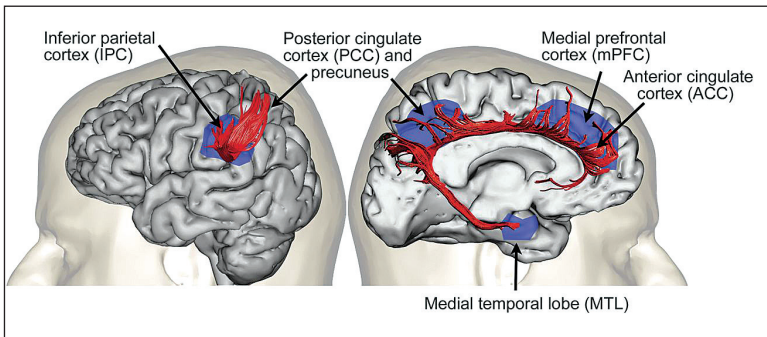 Inferior parietal
cortex (IPC)
Posterior cingulate
cortex (PCC) and
precuneus
Medial prefrontal
cortex (mPFC)
Anterior cingulate
cortex (ACC)
Medial temporal lobe (MTL)